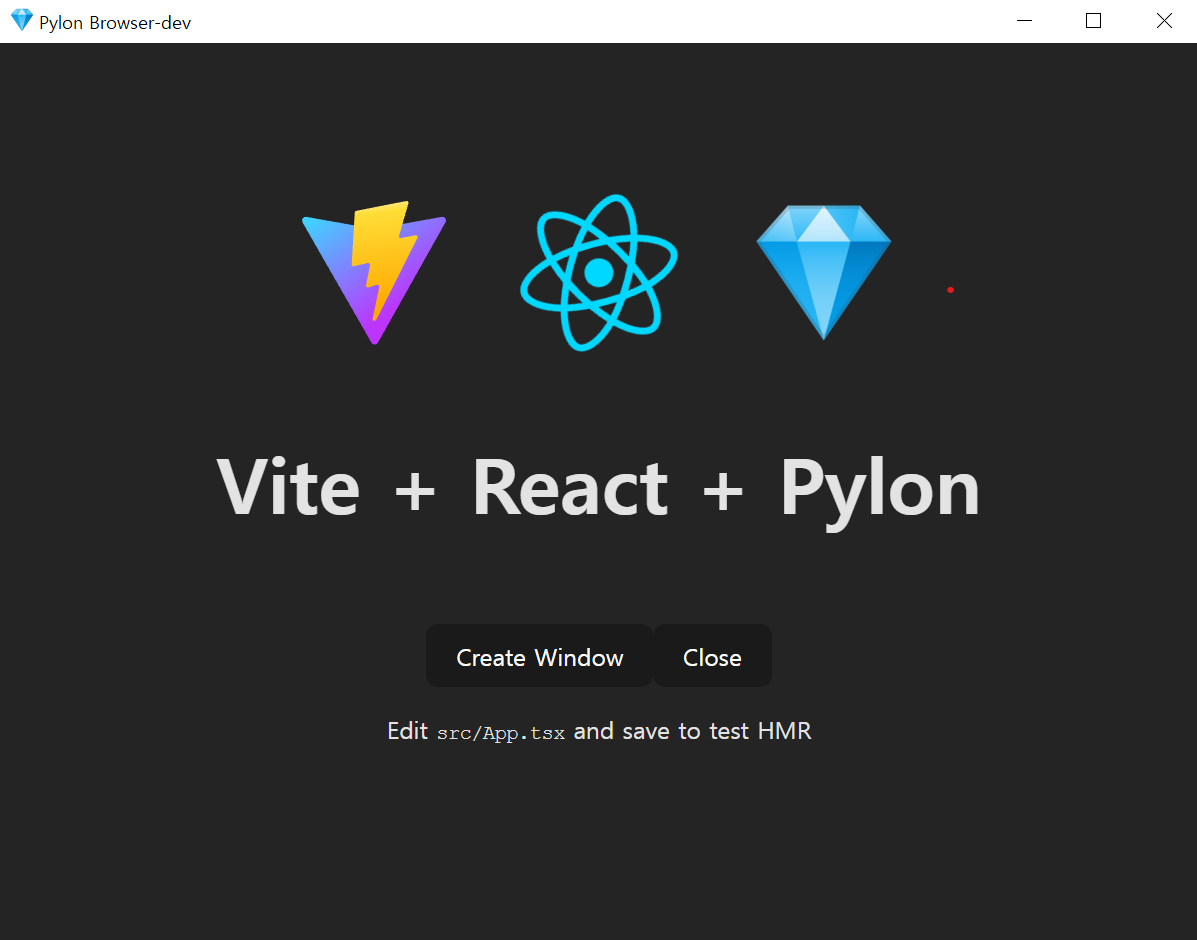 Pylon Browser-dev
Vite + React + Pylon
Create Window Close
Edit src/App.tsx and save to test HMR